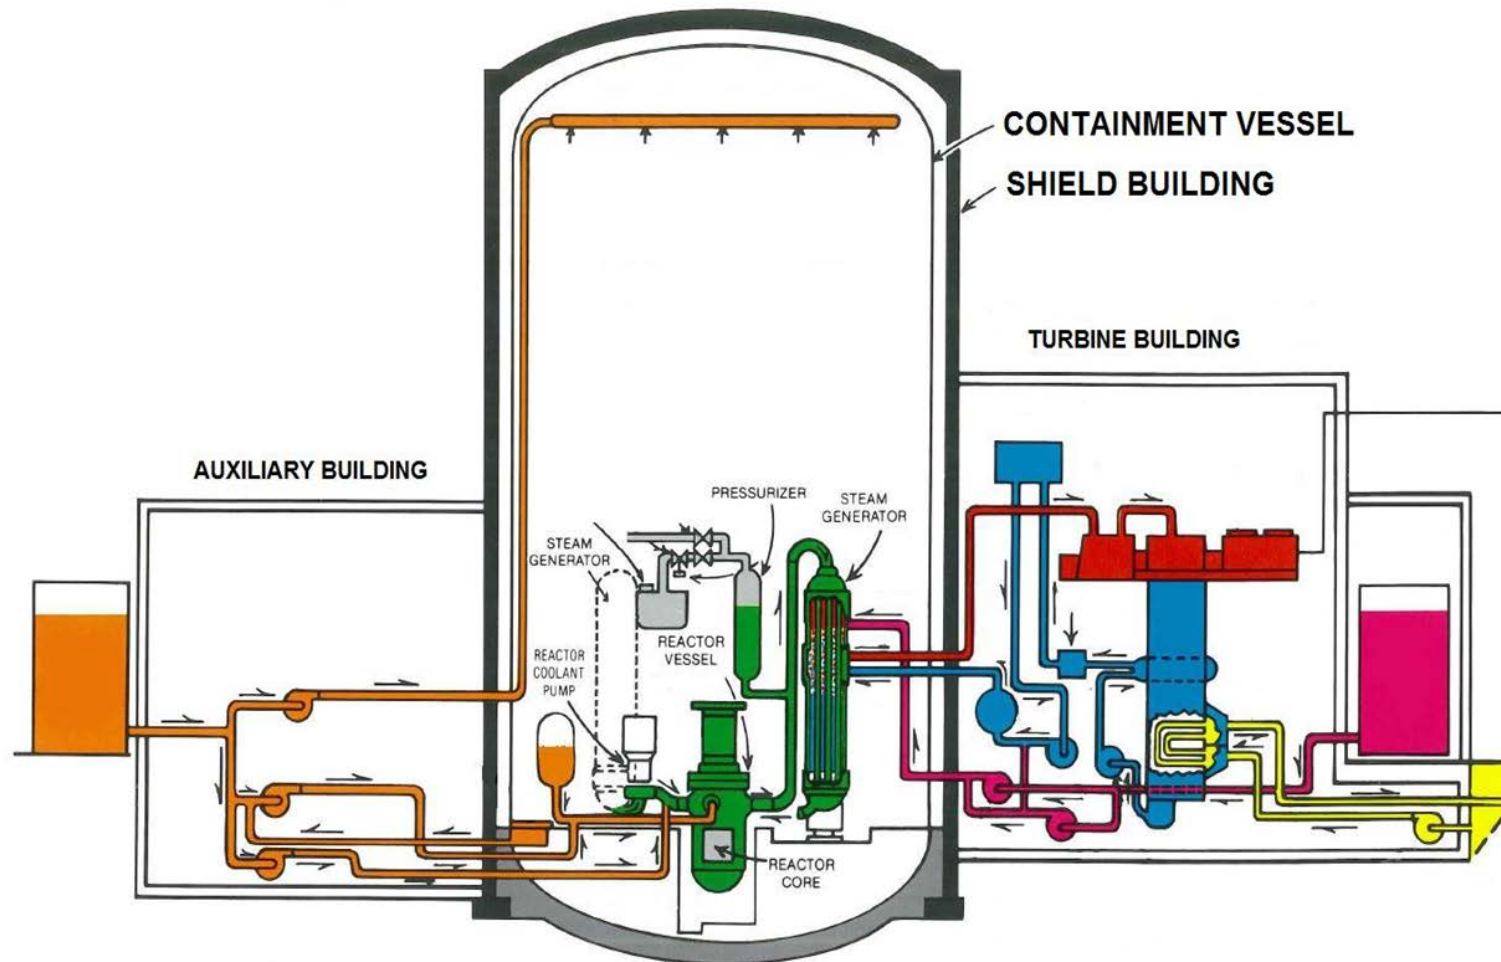 CONTAINMENT VESSEL
SHIELD BUILDING
TURBINE BUILDING
AUXILIARY BUILDING
PRESSURIZER
STEAM
GENERATOR
STEAM
GENERATOR
REACTOR
VESSEL
REACTOR
COOLANT
PUMP
REACTOR
CORE